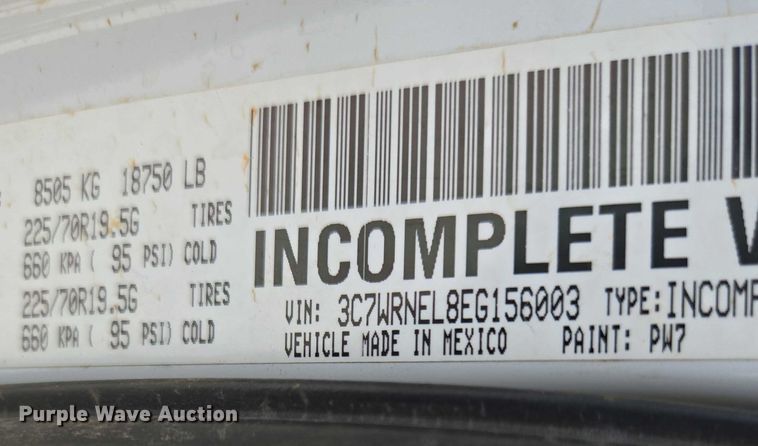 8505 KG 18750 LB
225/70R19.5G TIRES
660 KPA ( 95 PSI) COLD
225/70R19.5G TIRES
660 KPA ( 95 PSI) COLD
INCOMPLETE
VIN: 3C7WRNEL8EG156003 TYPE: INCOMP
VEHICLE MADE IN MEXICO PAINT: PW7
Purple Wave Auction